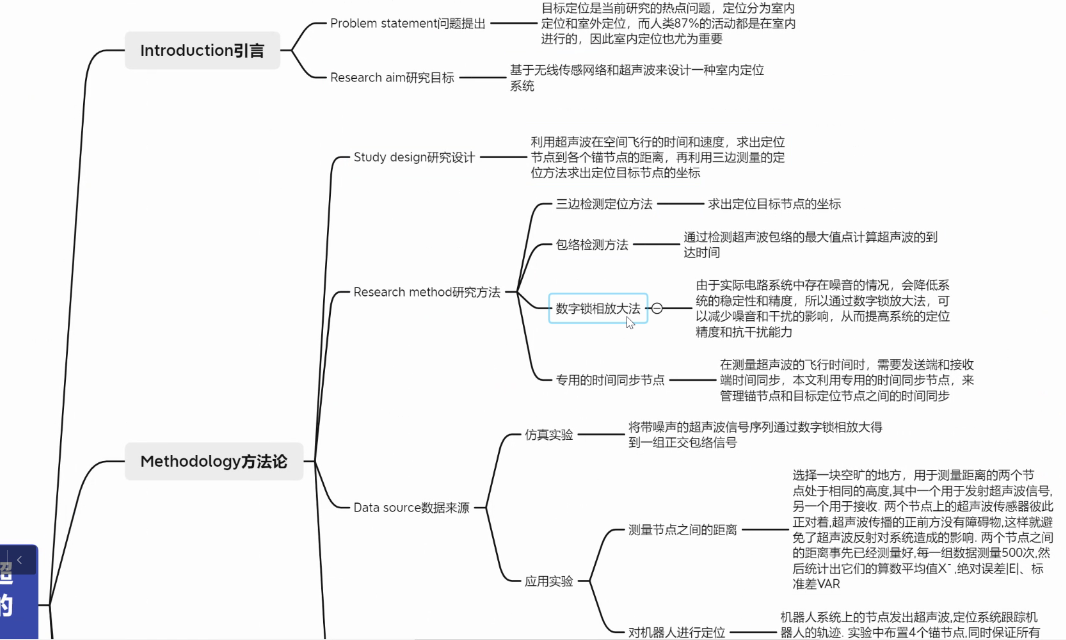 Introduction引言
Problem statement问题提出
目标定位是当前研究的热点问题，定位分为室内
定位和室外定位，而人类87%的活动都是在室内
进行的，因此室内定位也尤为重要
Research aim研究目标
基于无线传感网络和超声波来设计一种室内定位
系统
Methodology方法论
Study design研究设计
利用超声波在空间飞行的时间和速度，求出定位
节点到各个锚节点的距离，再利用三边测量的定
位方法求出定位目标节点的坐标
Research method研究方法
三边检测定位方法
求出定位目标节点的坐标
包络检测方法
通过检测超声波包络的最大值点计算超声波的到
达时间
数字锁相放大法
由于实际电路系统中存在噪音的情况，会降低系
统的稳定性和精度，所以通过数字锁放大法，可
以减少噪音和干扰的影响，从而提高系统的定位
精度和抗干扰能力
专用的时间同步节点
在测量超声波的飞行时间时，需要发送端和接收
端时间同步，本文利用专用的时间同步节点，来
管理锚节点和目标定位节点之间的时间同步
Data source数据来源
仿真实验
将带噪声的超声波信号序列通过数字锁相放大得
到一组正交包络信号
应用实验
测量节点之间的距离
选择一块空旷的地方，用于测量距离的两个节
点处于相同的高度,其中一个用于发射超声波信号,
另一个用于接收. 两个节点上的超声波传感器彼此
正对着,超声波传播的正前方没有障碍物,这样就避
免了超声波反射对系统造成的影响. 两个节点之间
的距离事先已经测量好,每一组数据测量500次,然
后统计出它们的算数平均值X¯,绝对误差|E|、标
准差VAR
对机器人进行定位
机器人系统上的节点发出超声波,定位系统跟踪机
器人的轨迹. 实验中布置4个锚节点,同时保证所有
的